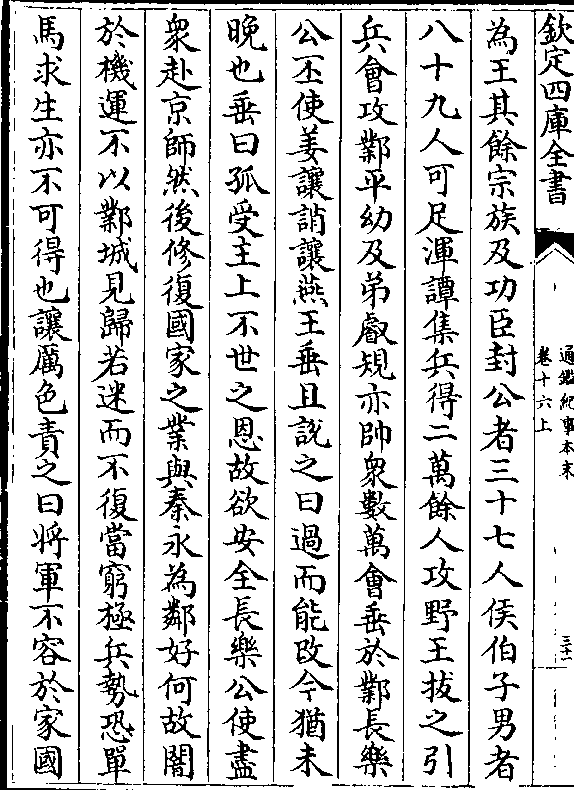 欽定四庫全書
通鑑紀事本末
卷十六上
三十一
為王其餘宗族及功臣封公者三十七人侯伯子男者
八十九人可足渾譚集兵得二萬餘人攻野王拔之引
兵會攻鄴平幼及弟叡規亦帥衆數萬會垂於鄴長樂
公丕使姜讓誚讓燕王垂且說之曰過而能改今猶未
晚也垂曰孤受主上不世之恩故欲安全長樂公使盡
衆赴京師然後修復國家之業與秦永為鄰好何故闇
於機運不以鄴城見歸若迷而不復當窮極兵勢恐單
馬求生亦不可得也讓厲色責之曰將軍不容於家國